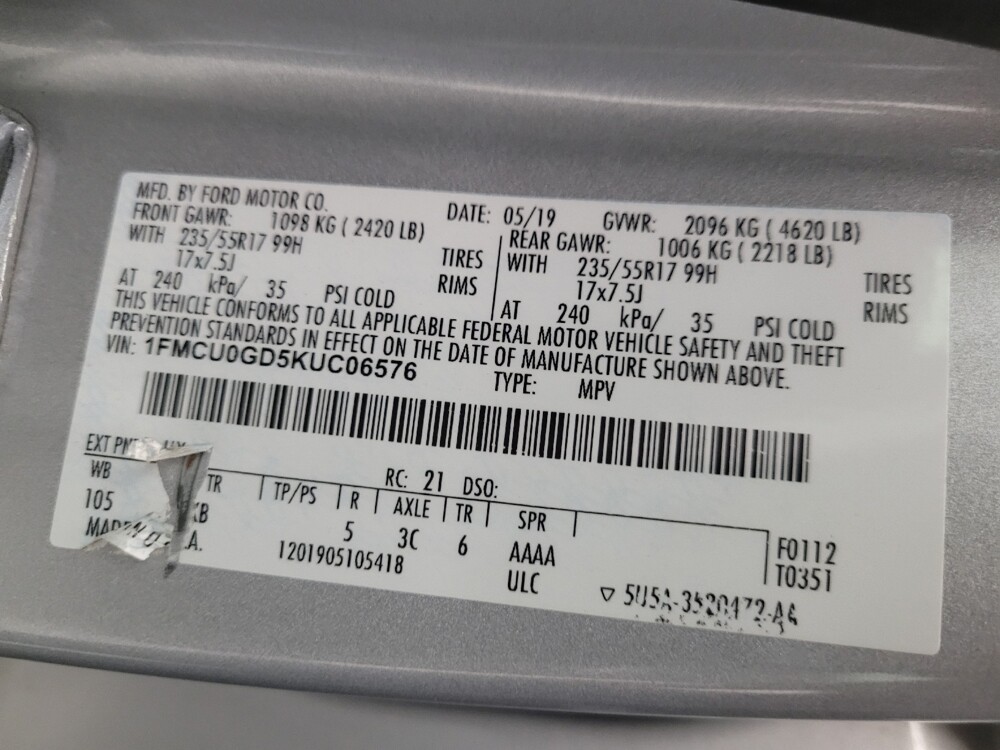 MFD. BY FORD MOTOR CO.
DATE: 05/19 GVWR: 2096 KG ( 4620 LB)
FRONT GAWR: 1098 KG ( 2420 LB)
WITH 235/55R17 99H TIRES
17x7.5J RIMS
AT 240 kPa/ 35 PSI COLD
REAR GAWR: 1006 KG ( 2218 LB)
WITH 235/55R17 99H TIRES
17x7.5J RIMS
AT 240 kPa/ 35 PSI COLD
THIS VEHICLE CONFORMS TO ALL APPLICABLE FEDERAL MOTOR VEHICLE SAFETY AND THEFT
PREVENTION STANDARDS IN EFFECT ON THE DATE OF MANUFACTURE SHOWN ABOVE.
VIN: 1FMCU0GD5KUC06576
TYPE: MPV
EXT
RC: 21 DSO:
WB TR TP/PS R AXLE TR SPR
105 5 3C 6 AAAA
F0112
T0351
1201905105418
ULC